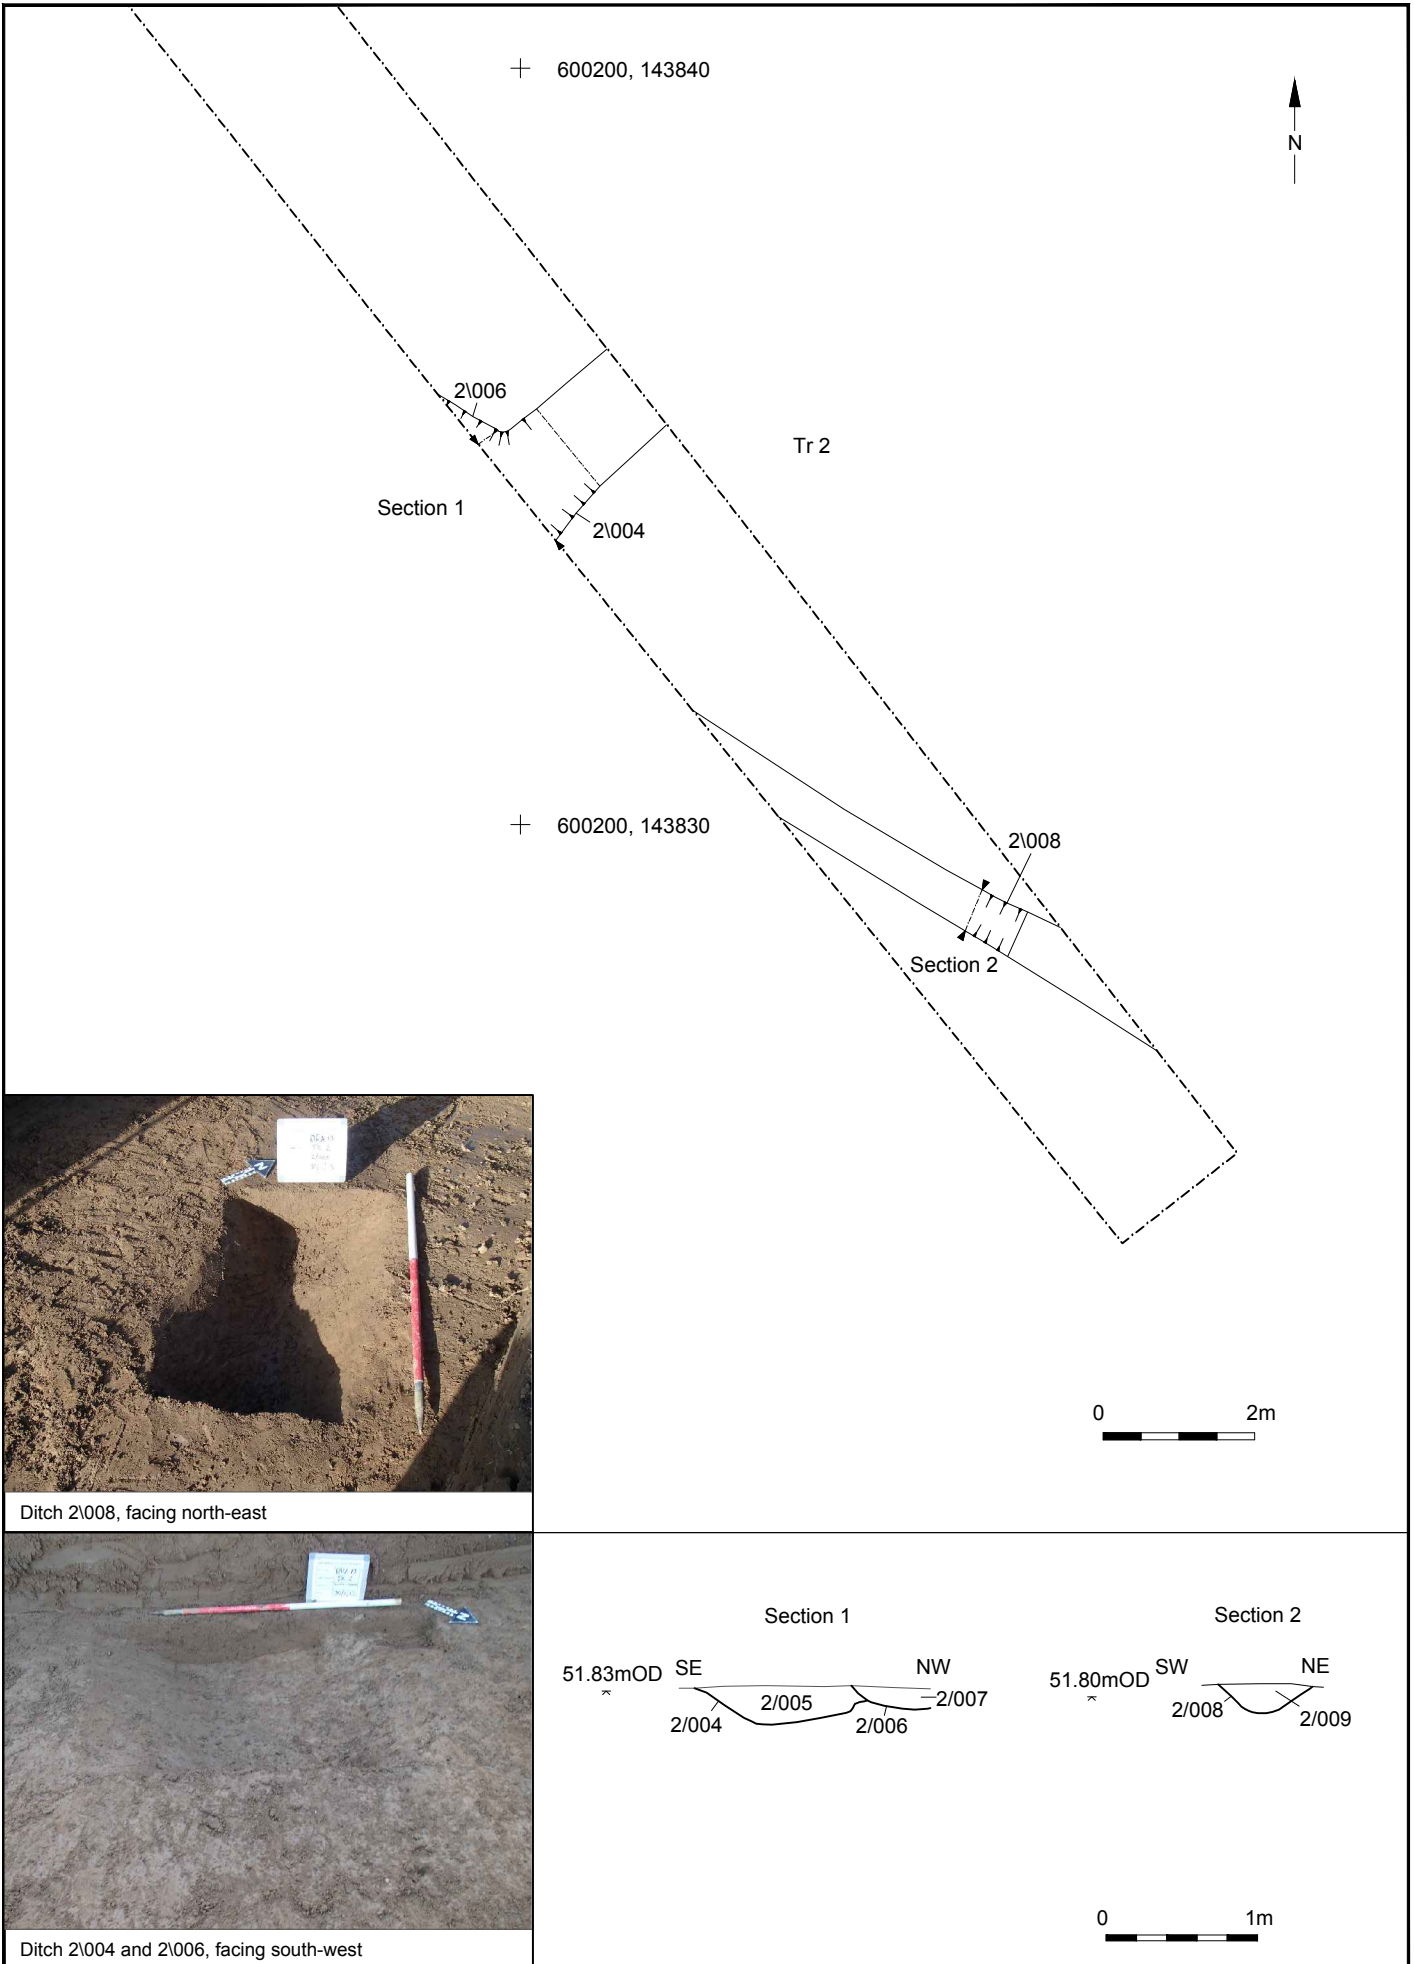 600200, 143840
N
2\006
Tr 2
Section 1
2\004
600200, 143830
2\008
Section 2
0 2m
Ditch 2\008, facing north-east
Section 1
Section 2
51.83mOD SE NW
2/005
2/007
2/004
2/006
51.80mOD SW NE
2/008
2/009
0 1m
Ditch 2\004 and 2\006, facing south-west